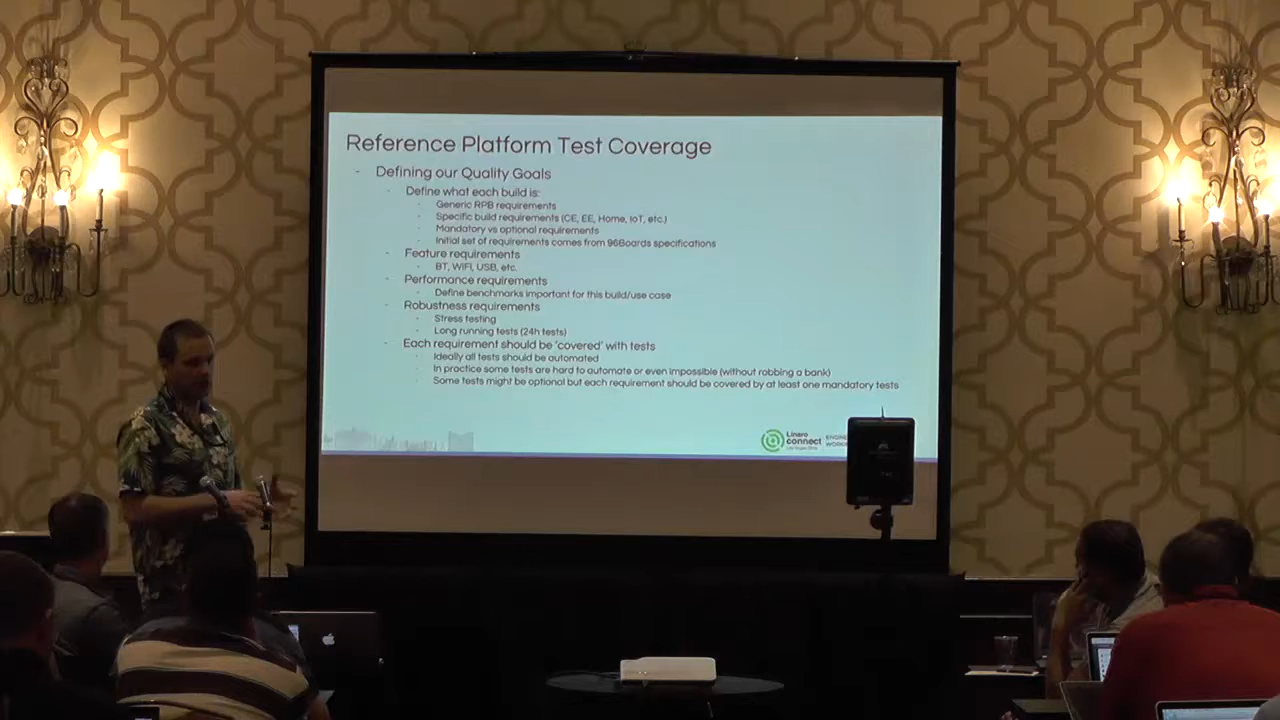 Reference Platform Test Coverage
- Defining our Quality Goals
- Define what each build is:
- Generic RPB requirements
- Specific build requirements (CE, EE, Home, IoT, etc.)
- Mandatory vs optional requirements
- Initial set of requirements comes from 96Boards specifications
- Feature requirements
- BT, WiFi, USB, etc.
- Performance requirements
- Define benchmarks important for this build/use case
- Robustness requirements
- Stress testing
- Long running tests (24h tests)
- Each requirement should be 'covered' with tests
- Ideally all tests should be automated
- In practice some tests are hard to automate or even impossible (without robbing a bank)
- Some tests might be optional but each requirement should be covered by at least one mandatory tests
Linaro
connect